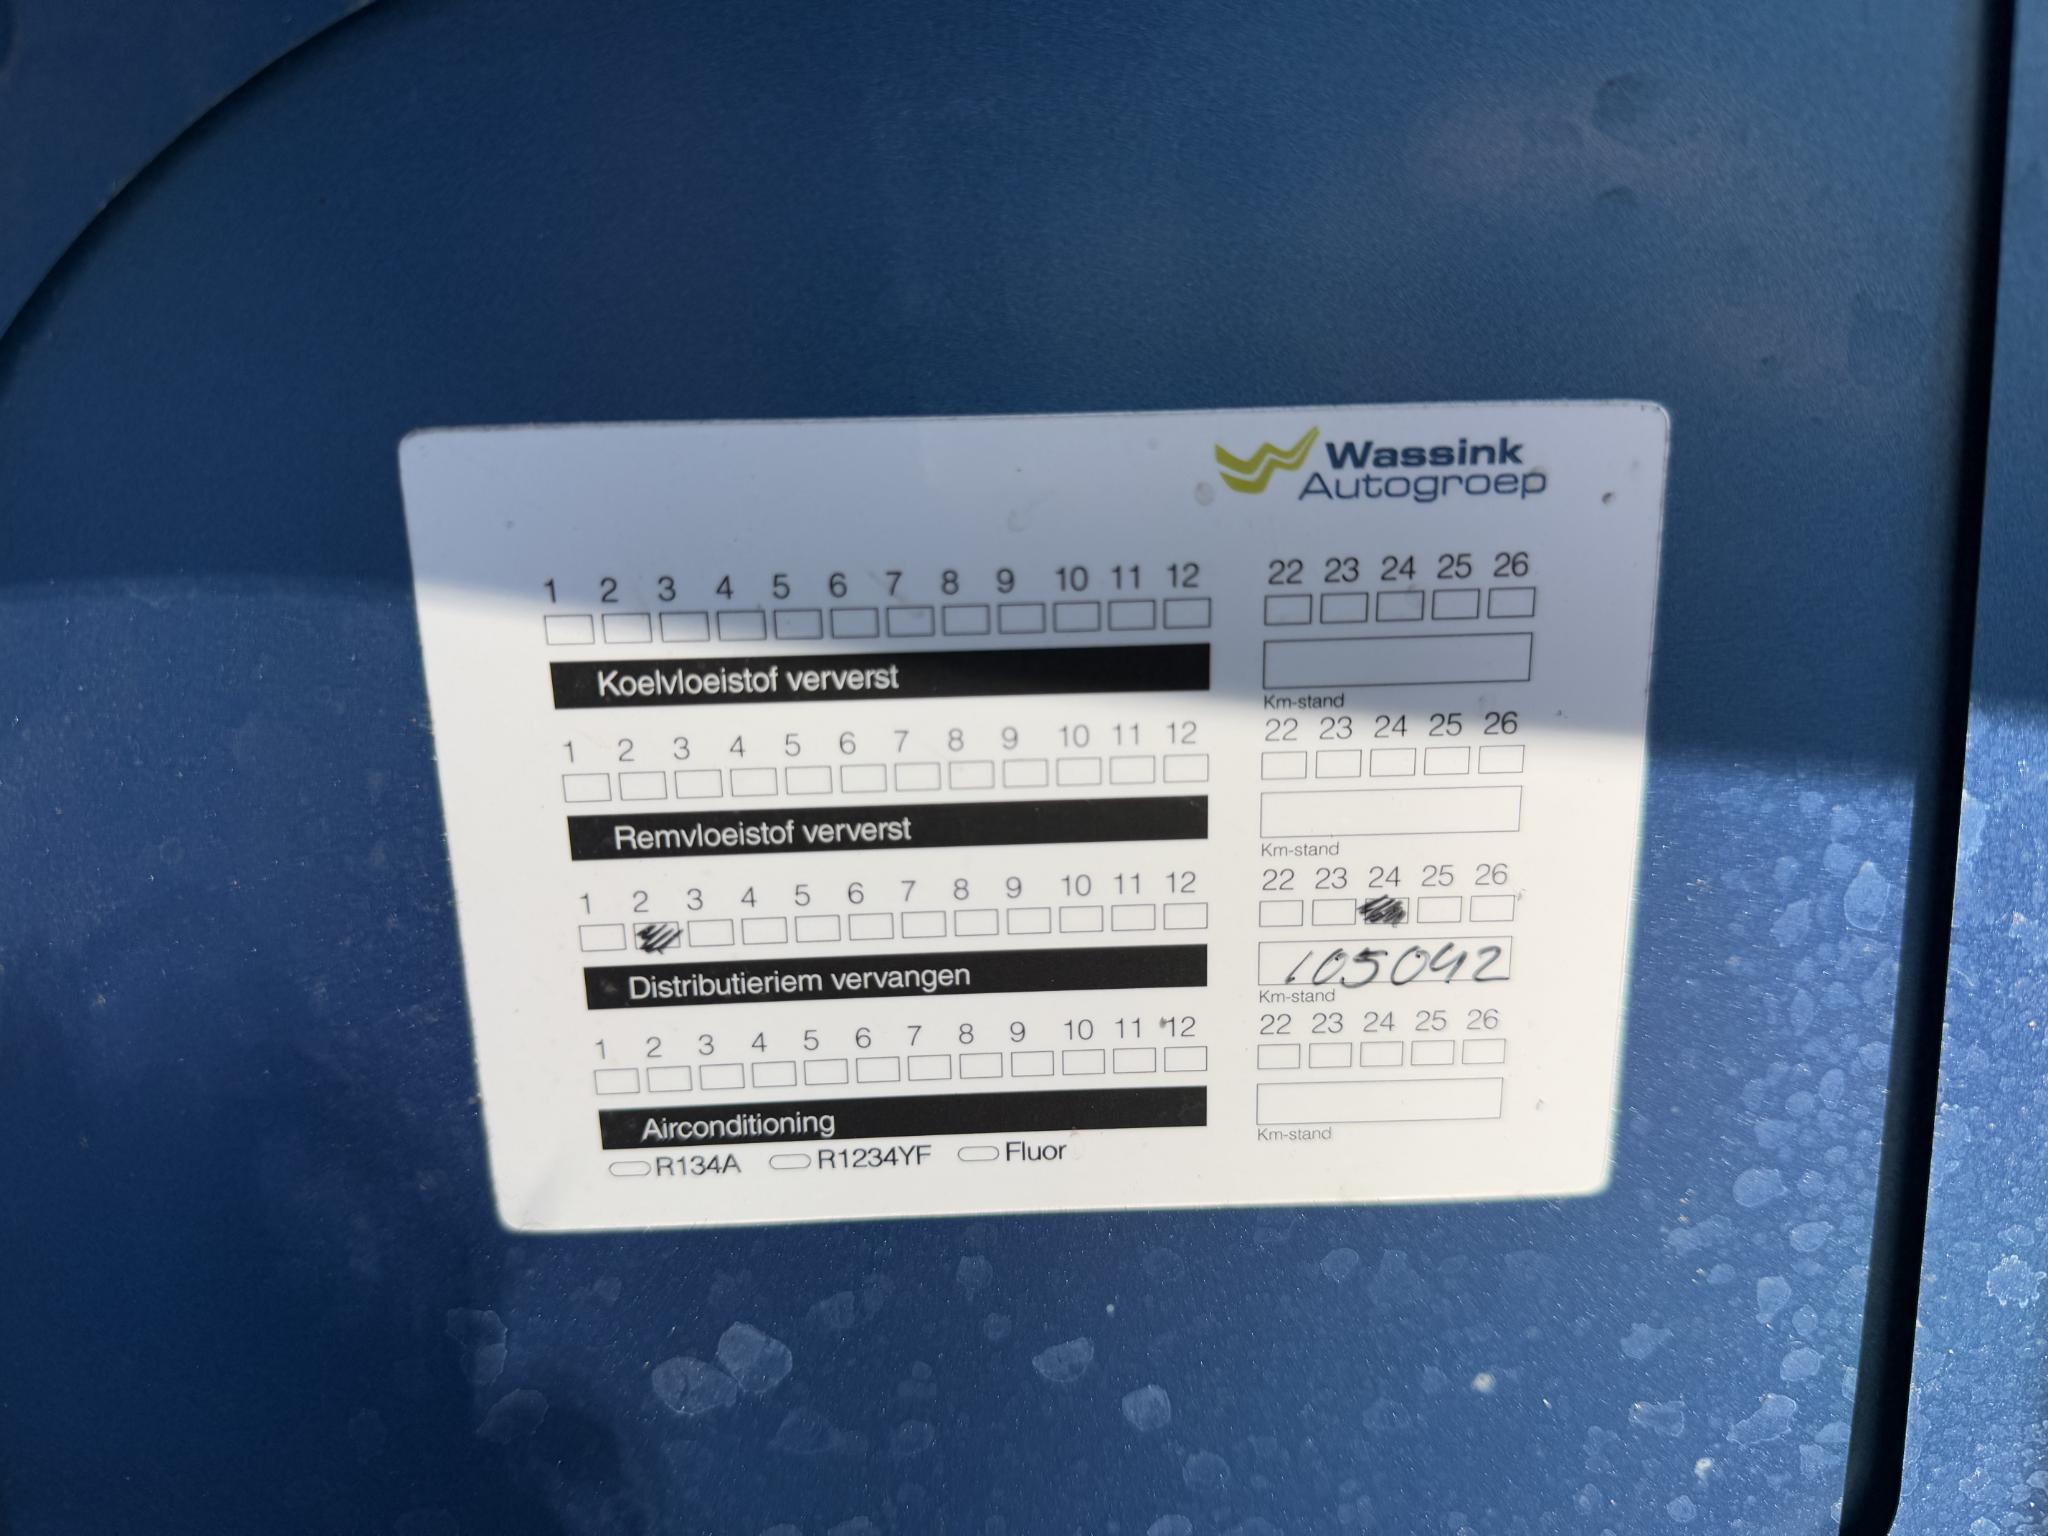 Wassink
Autogroep
1 2 3 4 5 6 7 8 9 10 11 12 22 23 24 25 26
Koelvloeistof ververst
Km-stand
1 2 3 4 5 6 7 8 9 10 11 12 22 23 24 25 26
Remvloeistof ververst
Km-stand
1 2 3 4 5 6 7 8 9 10 11 12 22 23 24 25 26
Distributieriem vervangen 105042
Km-stand
1 2 3 4 5 6 7 8 9 10 11 12 22 23 24 25 26
Airconditioning
Km-stand
R134A R1234YF Fluor